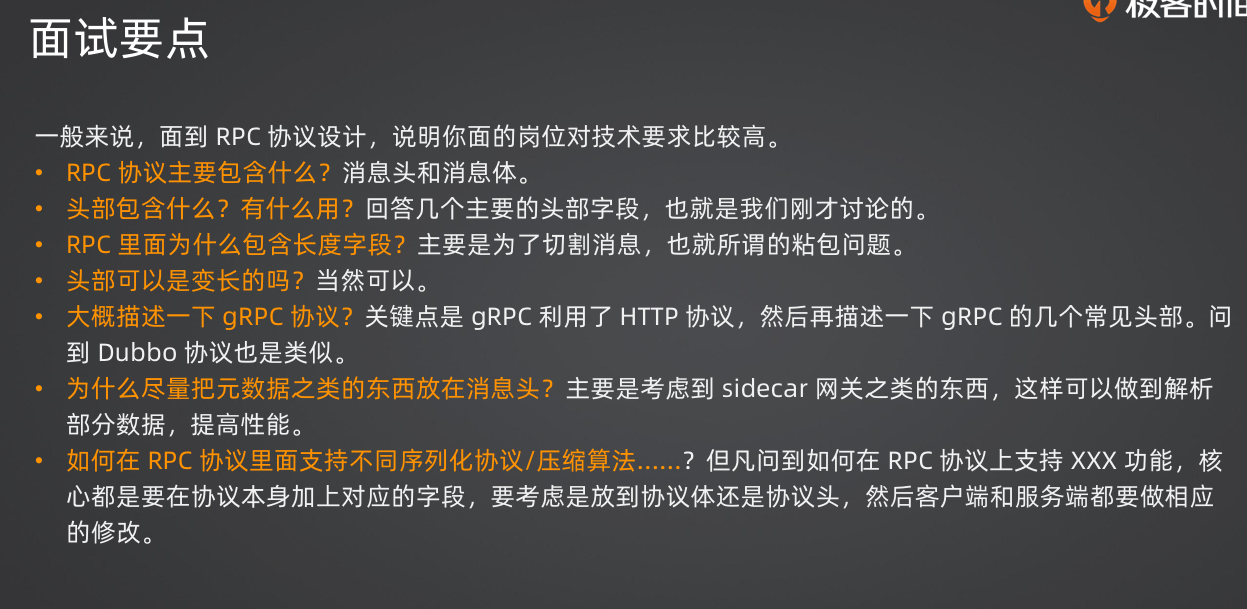 面试要点
一般来说，面到 RPC 协议设计，说明你面的岗位对技术要求比较高。
• RPC 协议主要包含什么？消息头和消息体。
• 头部包含什么？有什么用？回答几个主要的头部字段，也就是我们刚才讨论的。
• RPC 里面为什么包含长度字段？主要是为了切割消息，也就所谓的粘包问题。
• 头部可以是变长的吗？当然可以。
• 大概描述一下 gRPC 协议？关键点是 gRPC 利用了 HTTP 协议，然后再描述一下 gRPC 的几个常见头部。问
到 Dubbo 协议也是类似。
• 为什么尽量把元数据之类的东西放在消息头？主要是考虑到 sidecar 网关之类的东西，这样可以做到解析
部分数据，提高性能。
• 如何在 RPC 协议里面支持不同序列化协议/压缩算法......？但凡问到如何在 RPC 协议上支持 XXX 功能，核
心都是要在协议本身加上对应的字段，要考虑是放到协议体还是协议头，然后客户端和服务端都要做相应
的修改。